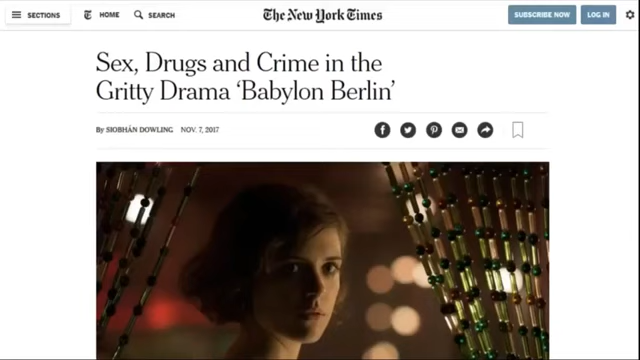 SECTIONS
HOME
SEARCH
The New York Times
SUBSCRIBE NOW
LOG IN
Sex, Drugs and Crime in the
Gritty Drama ‘Babylon Berlin’
By SIOBHÁN DOWLING NOV. 7, 2017